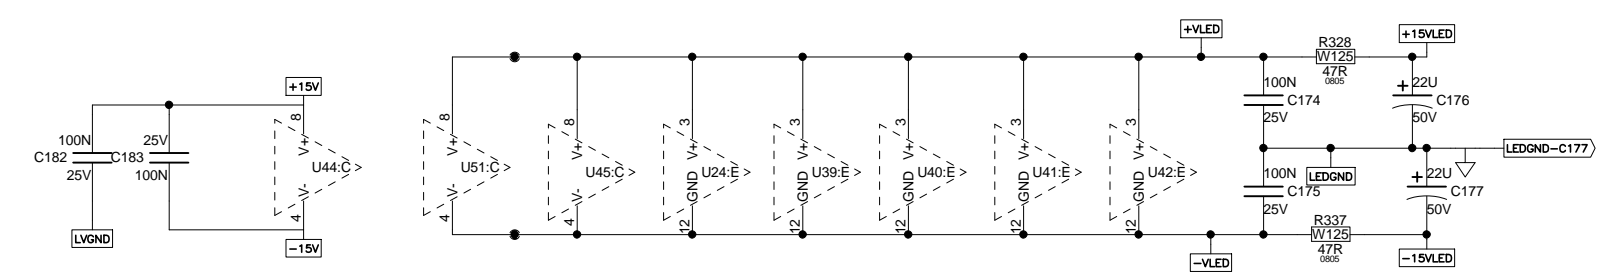 +VLED
+15VLED
R328
W125
47R
0805
+15V
100N
C174
25V
22U
C176
50V
100N
C182
25V
25V
C183
100N
8
V+
U44:C
V-
4
8
V+
U51:C
V-
4
8
V+
U45:C
V-
4
3
V+
U24:E
GND
12
3
V+
U39:E
GND
12
3
V+
U40:E
GND
12
3
V+
U41:E
GND
12
3
V+
U42:E
GND
12
LEDGND-C177
LEDGND
100N
C175
25V
22U
C177
50V
LVGND
-15V
R337
W125
47R
0805
-VLED
-15VLED